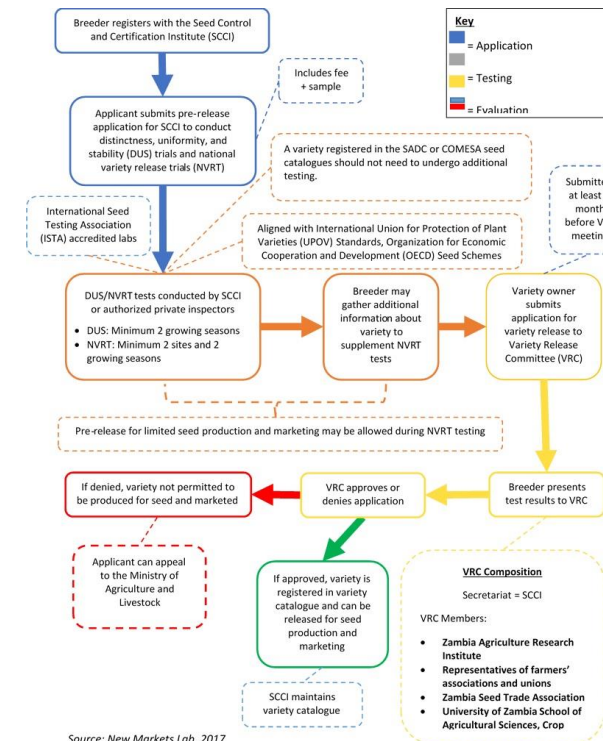 Breeder registers with the Seed Control
and Certification Institute (SCCI)
Key
= Application
= Testing
= Evaluation
Includes fee
+ sample
Applicant submits pre-release
application for SCCI to conduct
distinctness, uniformity, and
stability (DUS) trials and national
variety release trials (NVRT)
A variety registered in the SADC or COMESA seed
catalogues should not need to undergo additional
testing.
International Seed
Testing Association
(ISTA) accredited labs
Aligned with International Union for Protection of Plant
Varieties (UPOV) Standards, Organization for Economic
Cooperation and Development (OECD) Seed Schemes
at least
month
meetin
DUS/NVRT tests conducted by SCCI
or authorized private inspectors
• DUS: Minimum 2 growing seasons
• NVRT: Minimum 2 sites and 2
growing seasons
Breeder may
gather additional
information about
variety to
supplement NVRT
tests
Variety owner
submits
application for
variety release to
Variety Release
Committee (VRC)
Pre-release for limited seed production and marketing may be allowed during NVRT testing
If denied, variety not permitted to
be produced for seed and marketed
VRC approves or
denies application
Breeder presents
test results to VRC
Applicant can appeal
to the Ministry of
Agriculture and
Livestock
If approved, variety is
registered in variety
catalogue and can be
released for seed
production and
marketing
SCCI maintains
variety catalogue
VRC Composition
Secretariat = SCCI
VRC Members:
• Zambia Agriculture Research
Institute
• Representatives of farmers'
associations and unions
• Zambia Seed Trade Association
• University of Zambia School of
Agricultural Sciences, Crop
Source: New Markets Lab, 2017